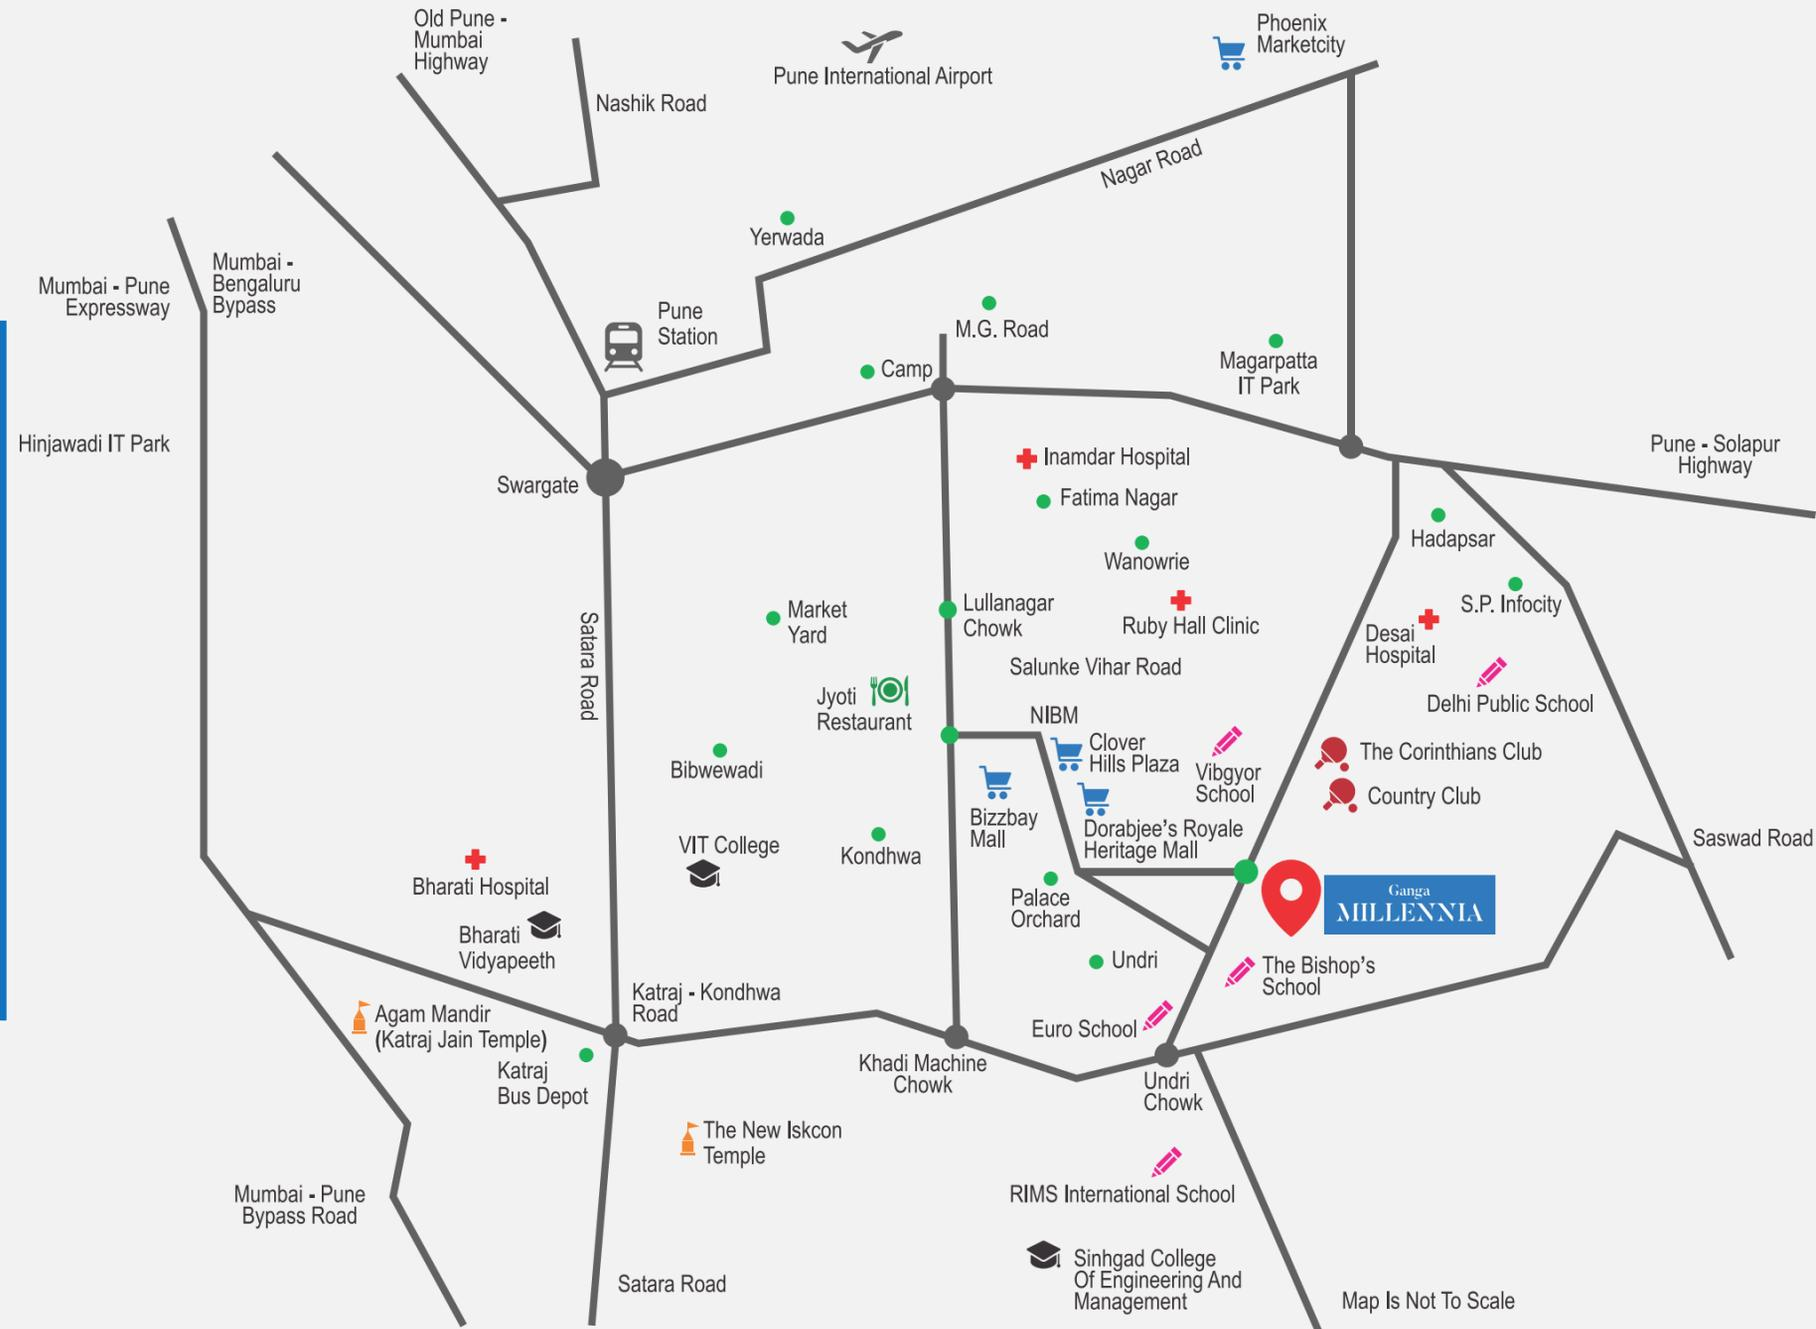 Old Pune -
Mumbai
Highway
Nashik Road
Pune International Airport
Phoenix
Marketcity
Nagar Road
Yerwada
Mumbai - Pune
Expressway
Mumbai -
Bengaluru
Bypass
Pune
Station
M.G. Road
Camp
Magarpatta
IT Park
Hinjawadi IT Park
Swargate
Inamdar Hospital
Fatima Nagar
Wanowrie
Pune - Solapur
Highway
Hadapsar
S.P. Infocity
Satara Road
Market
Yard
Lullanagar
Chowk
Ruby Hall Clinic
Desai
Hospital
Salunke Vihar Road
Delhi Public School
Jyoti
Restaurant
NIBM
Clover
Hills Plaza
Vibgyor
School
The Corinthians Club
Country Club
Bibwewadi
Bizzbay
Mall
Dorabjee's Royale
Heritage Mall
Saswad Road
VIT College
Kondhwa
Bharati Hospital
Palace
Orchard
Ganga
MILLENNIA
Bharati
Vidyapeeth
Undri
The Bishop's
School
Katraj - Kondhwa
Road
Agam Mandir
(Katraj Jain Temple)
Euro School
Katraj
Bus Depot
Khadi Machine
Chowk
Undri
Chowk
The New Iskcon
Temple
RIMS International School
Mumbai - Pune
Bypass Road
Satara Road
Sinhgad College
Of Engineering And
Management
Map Is Not To Scale